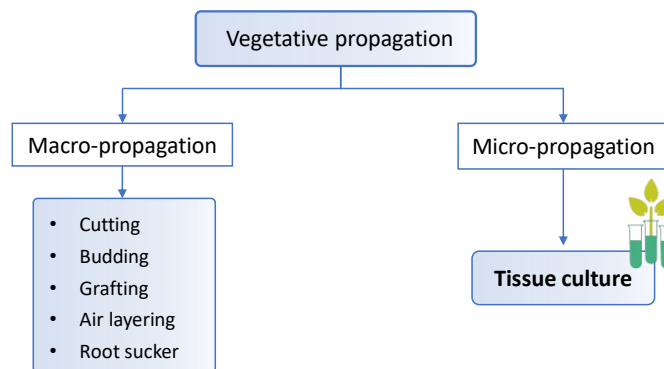 Vegetative propagation
Macro-propagation
Micro-propagation
• Cutting
• Budding
• Grafting
• Air layering
• Root sucker
Tissue culture